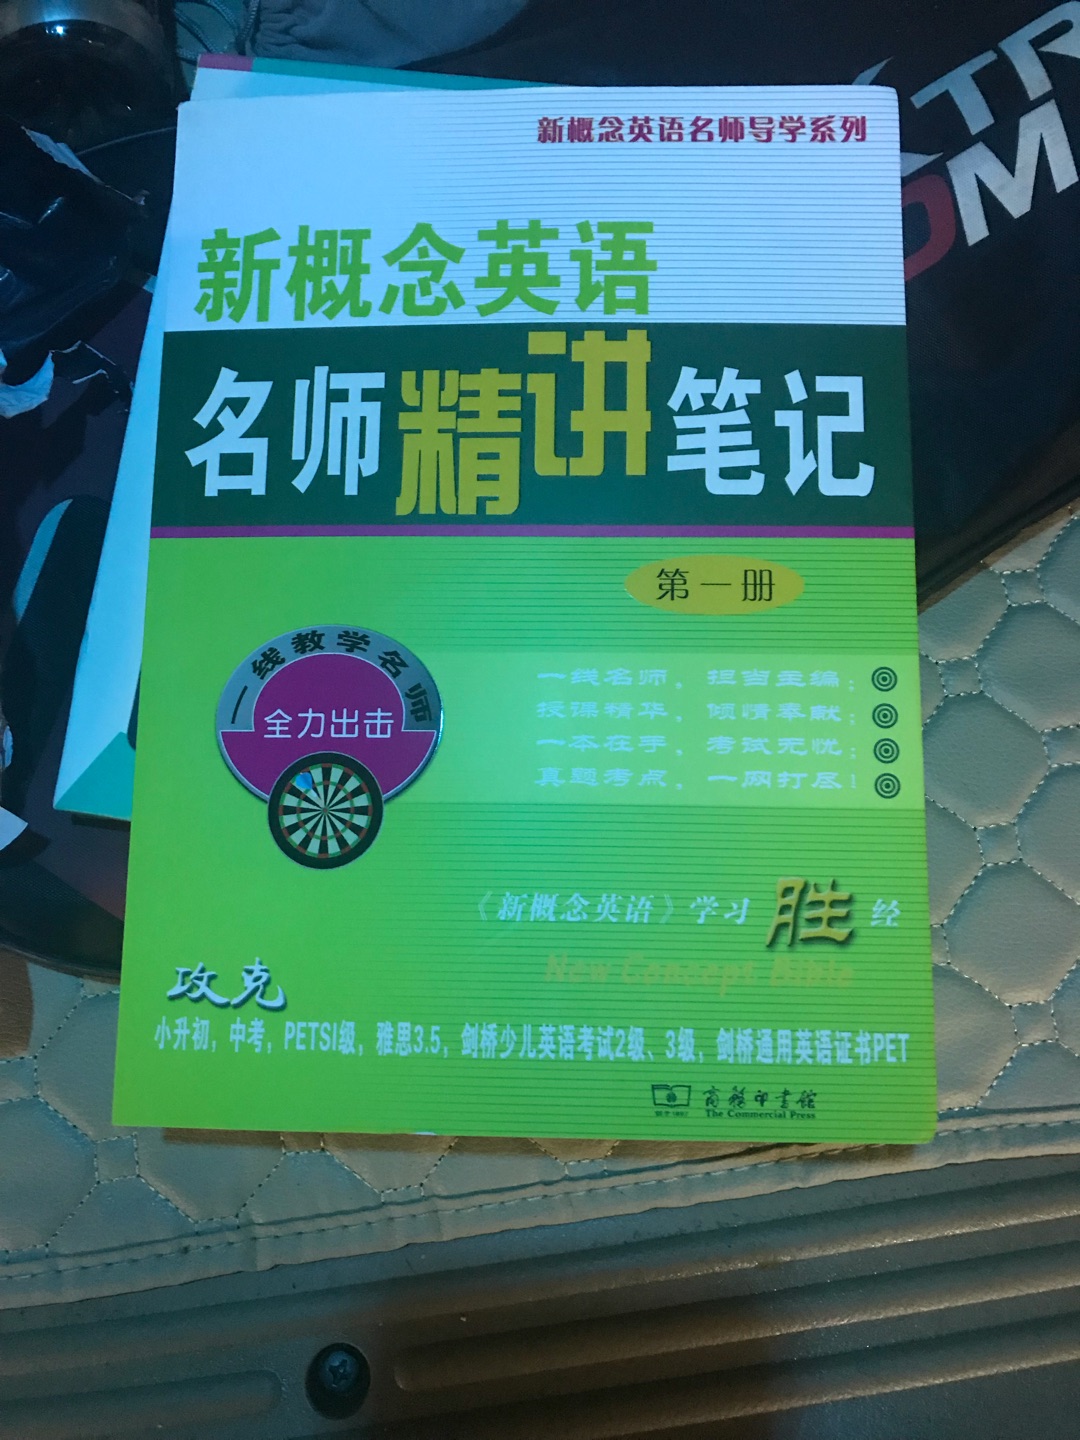 新概念英语名师导学系列
新概念英语
名师精讲笔记
第一册
一线教学名师
全力出击
一线名师，担当主编；
授课精华，倾情奉献；
一本在手，考试无忧；
真题考点，一网打尽！
《新概念英语》学习胜经
New Concept Bible
攻克
小升初，中考，PETSI级，雅思3.5，剑桥少儿英语考试2级、3级，剑桥通用英语证书PET
商務印書館
The Commercial Press
TR
OM